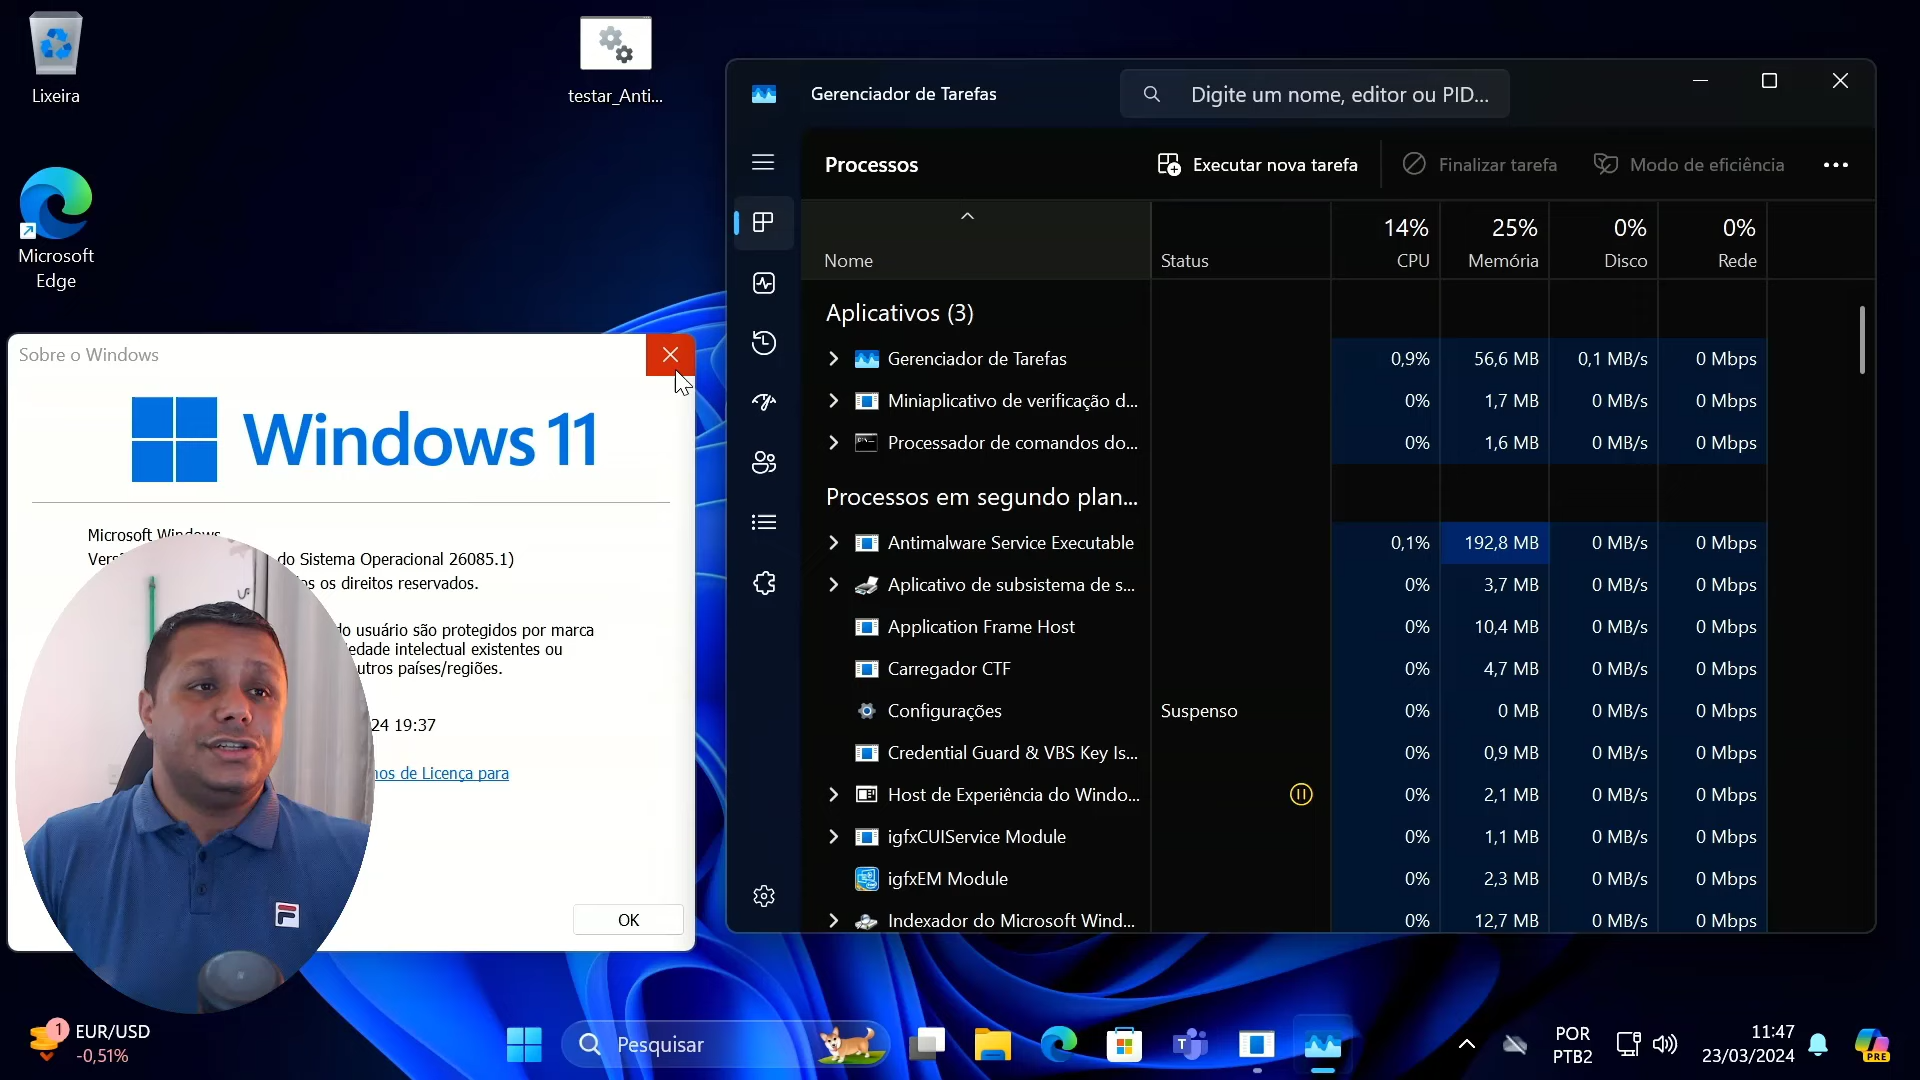 Lixeira
testar_Anti...
Microsoft
Edge
Sobre o Windows
Windows 11
Microsoft Windows
do Sistema Operacional 26085.1)
os direitos reservados.
usuário são protegidos por marca
intelectual existentes ou
países/regiões.
19:37
de Licença para
OK
Gerenciador de Tarefas
Digite um nome, editor ou PID...
Processos
Executar nova tarefa
Finalizar tarefa
Modo de eficiência
14% 25% 0% 0%
Nome Status CPU Memória Disco Rede
Aplicativos (3)
Gerenciador de Tarefas 0,9% 56,6 MB 0,1 MB/s 0 Mbps
Miniaplicativo de verificação d... 0% 1,7 MB 0 MB/s 0 Mbps
Processador de comandos do... 0% 1,6 MB 0 MB/s 0 Mbps
Processos em segundo plan...
Antimalware Service Executable 0,1% 192,8 MB 0 MB/s 0 Mbps
Aplicativo de subsistema de s... 0% 3,7 MB 0 MB/s 0 Mbps
Application Frame Host 0% 10,4 MB 0 MB/s 0 Mbps
Carregador CTF 0% 4,7 MB 0 MB/s 0 Mbps
Configurações Suspenso 0% 0 MB 0 MB/s 0 Mbps
Credential Guard & VBS Key Is... 0% 0,9 MB 0 MB/s 0 Mbps
Host de Experiência do Windo... 0% 2,1 MB 0 MB/s 0 Mbps
igfxCUIService Module 0% 1,1 MB 0 MB/s 0 Mbps
igfxEM Module 0% 2,3 MB 0 MB/s 0 Mbps
Indexador do Microsoft Wind... 0% 12,7 MB 0 MB/s 0 Mbps
1
EUR/USD
-0,51%
Pesquisar
POR
PTB2
11:47
23/03/2024
PRE